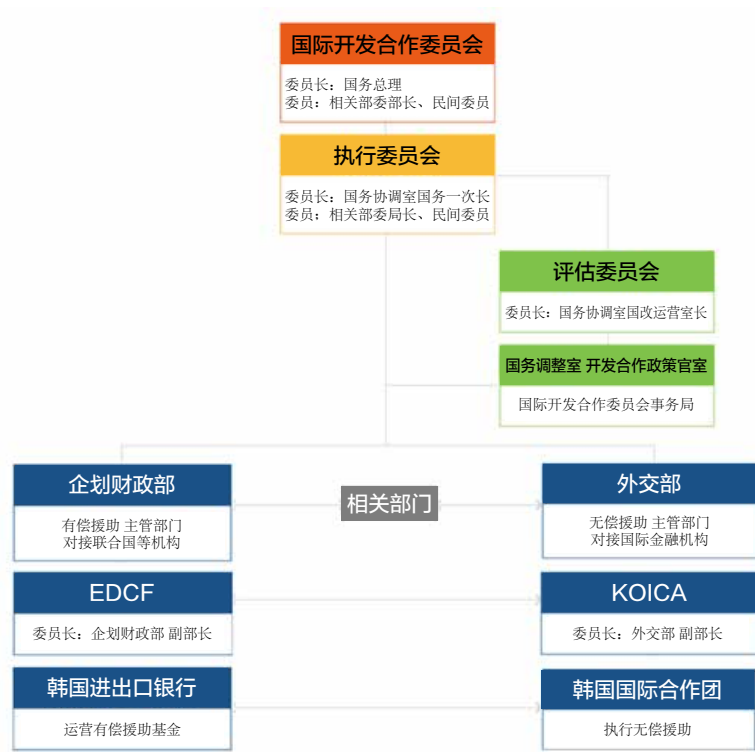 国际开发合作委员会
委员长：国务总理
委员：相关部委部长、民间委员
执行委员会
委员长：国务协调室国务一次长
委员：相关部委局长、民间委员
评估委员会
委员长：国务协调室国改运营室长
国务调整室 开发合作政策官室
国际开发合作委员会事务局
企划财政部
有偿援助 主管部门
对接联合国等机构
相关部门
外交部
无偿援助 主管部门
对接国际金融机构
EDCF
委员长：企划财政部 副部长
KOICA
委员长：外交部 副部长
韩国进出口银行
运营有偿援助基金
韩国国际合作团
执行无偿援助